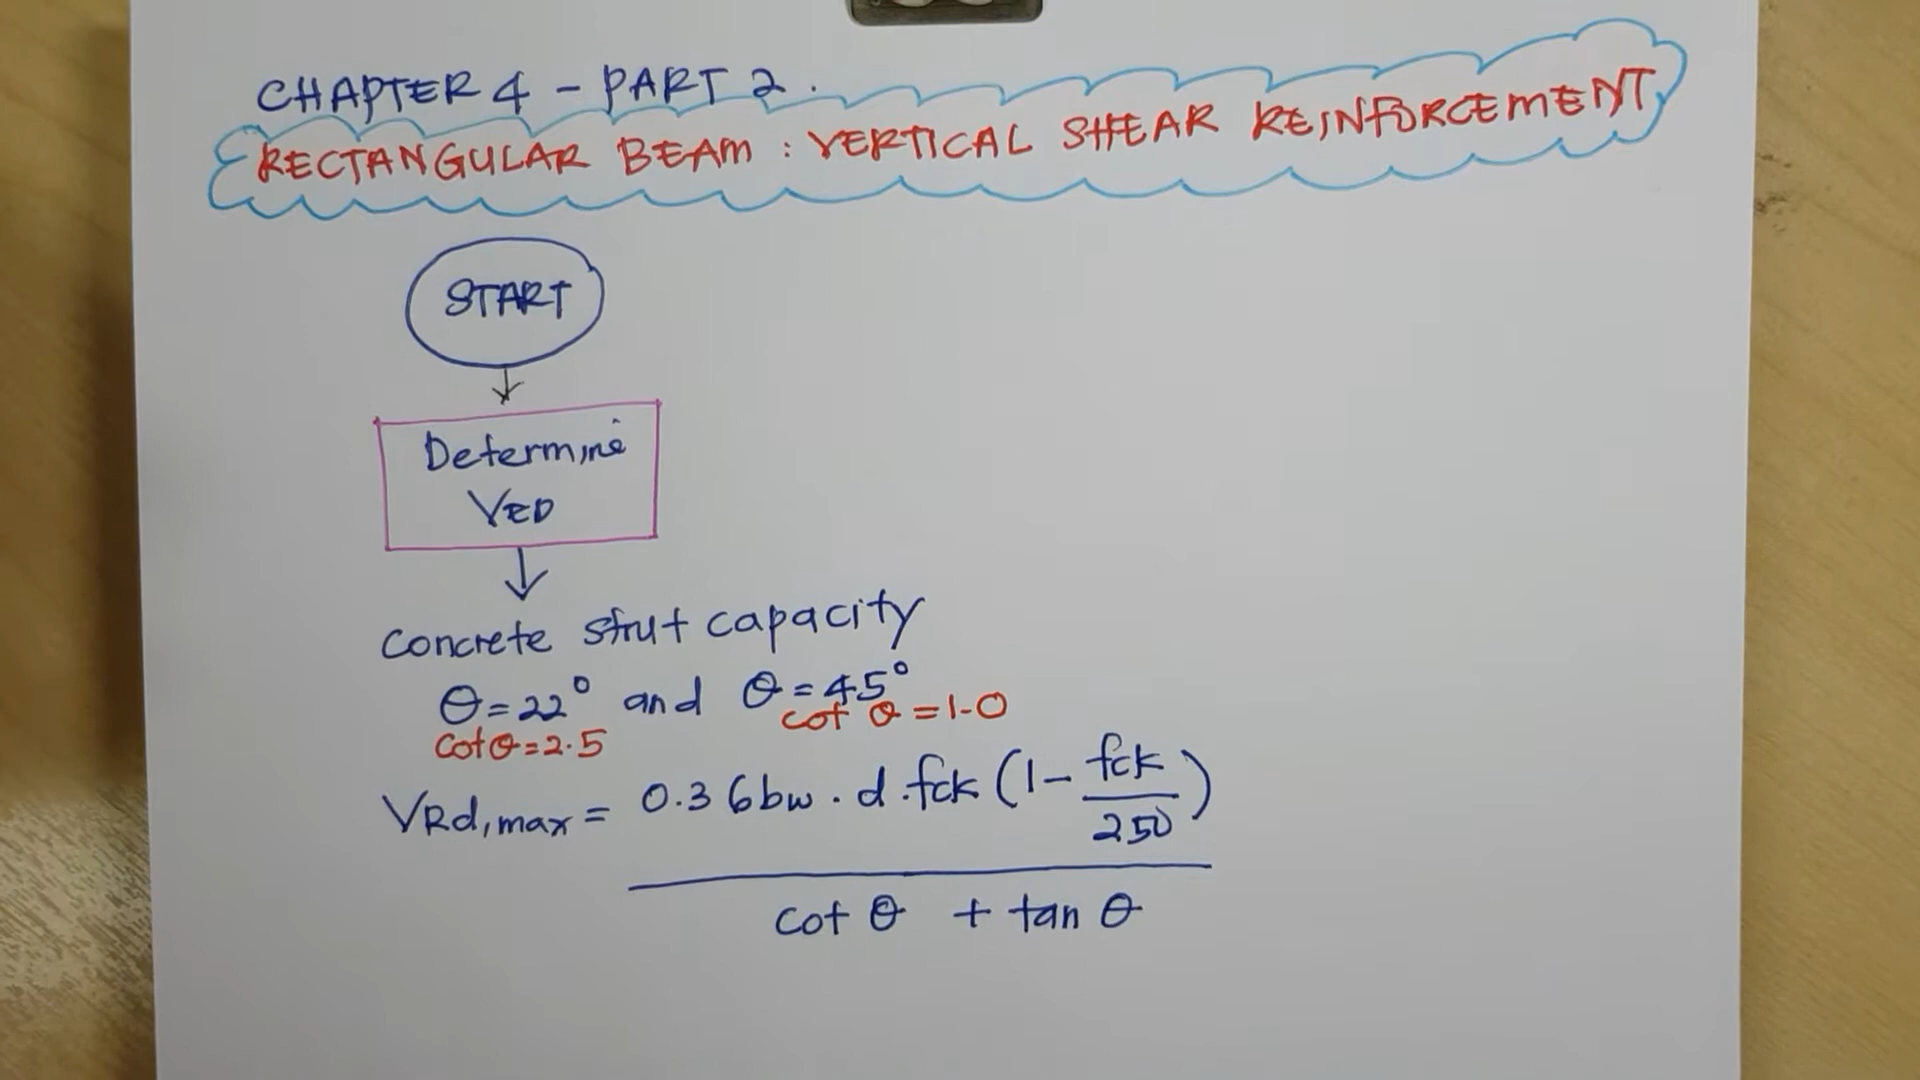 CHAPTER 4 - PART 2.
RECTANGULAR BEAM : VERTICAL SHEAR REINFORCEMENT
START
Determine
VED
Concrete strut capacity
θ = 22° and θ = 45°
cot θ = 2.5 cot θ = 1.0
VRd,max = 0.36bw . d . fck (1 - fck/250)
cot θ + tan θ